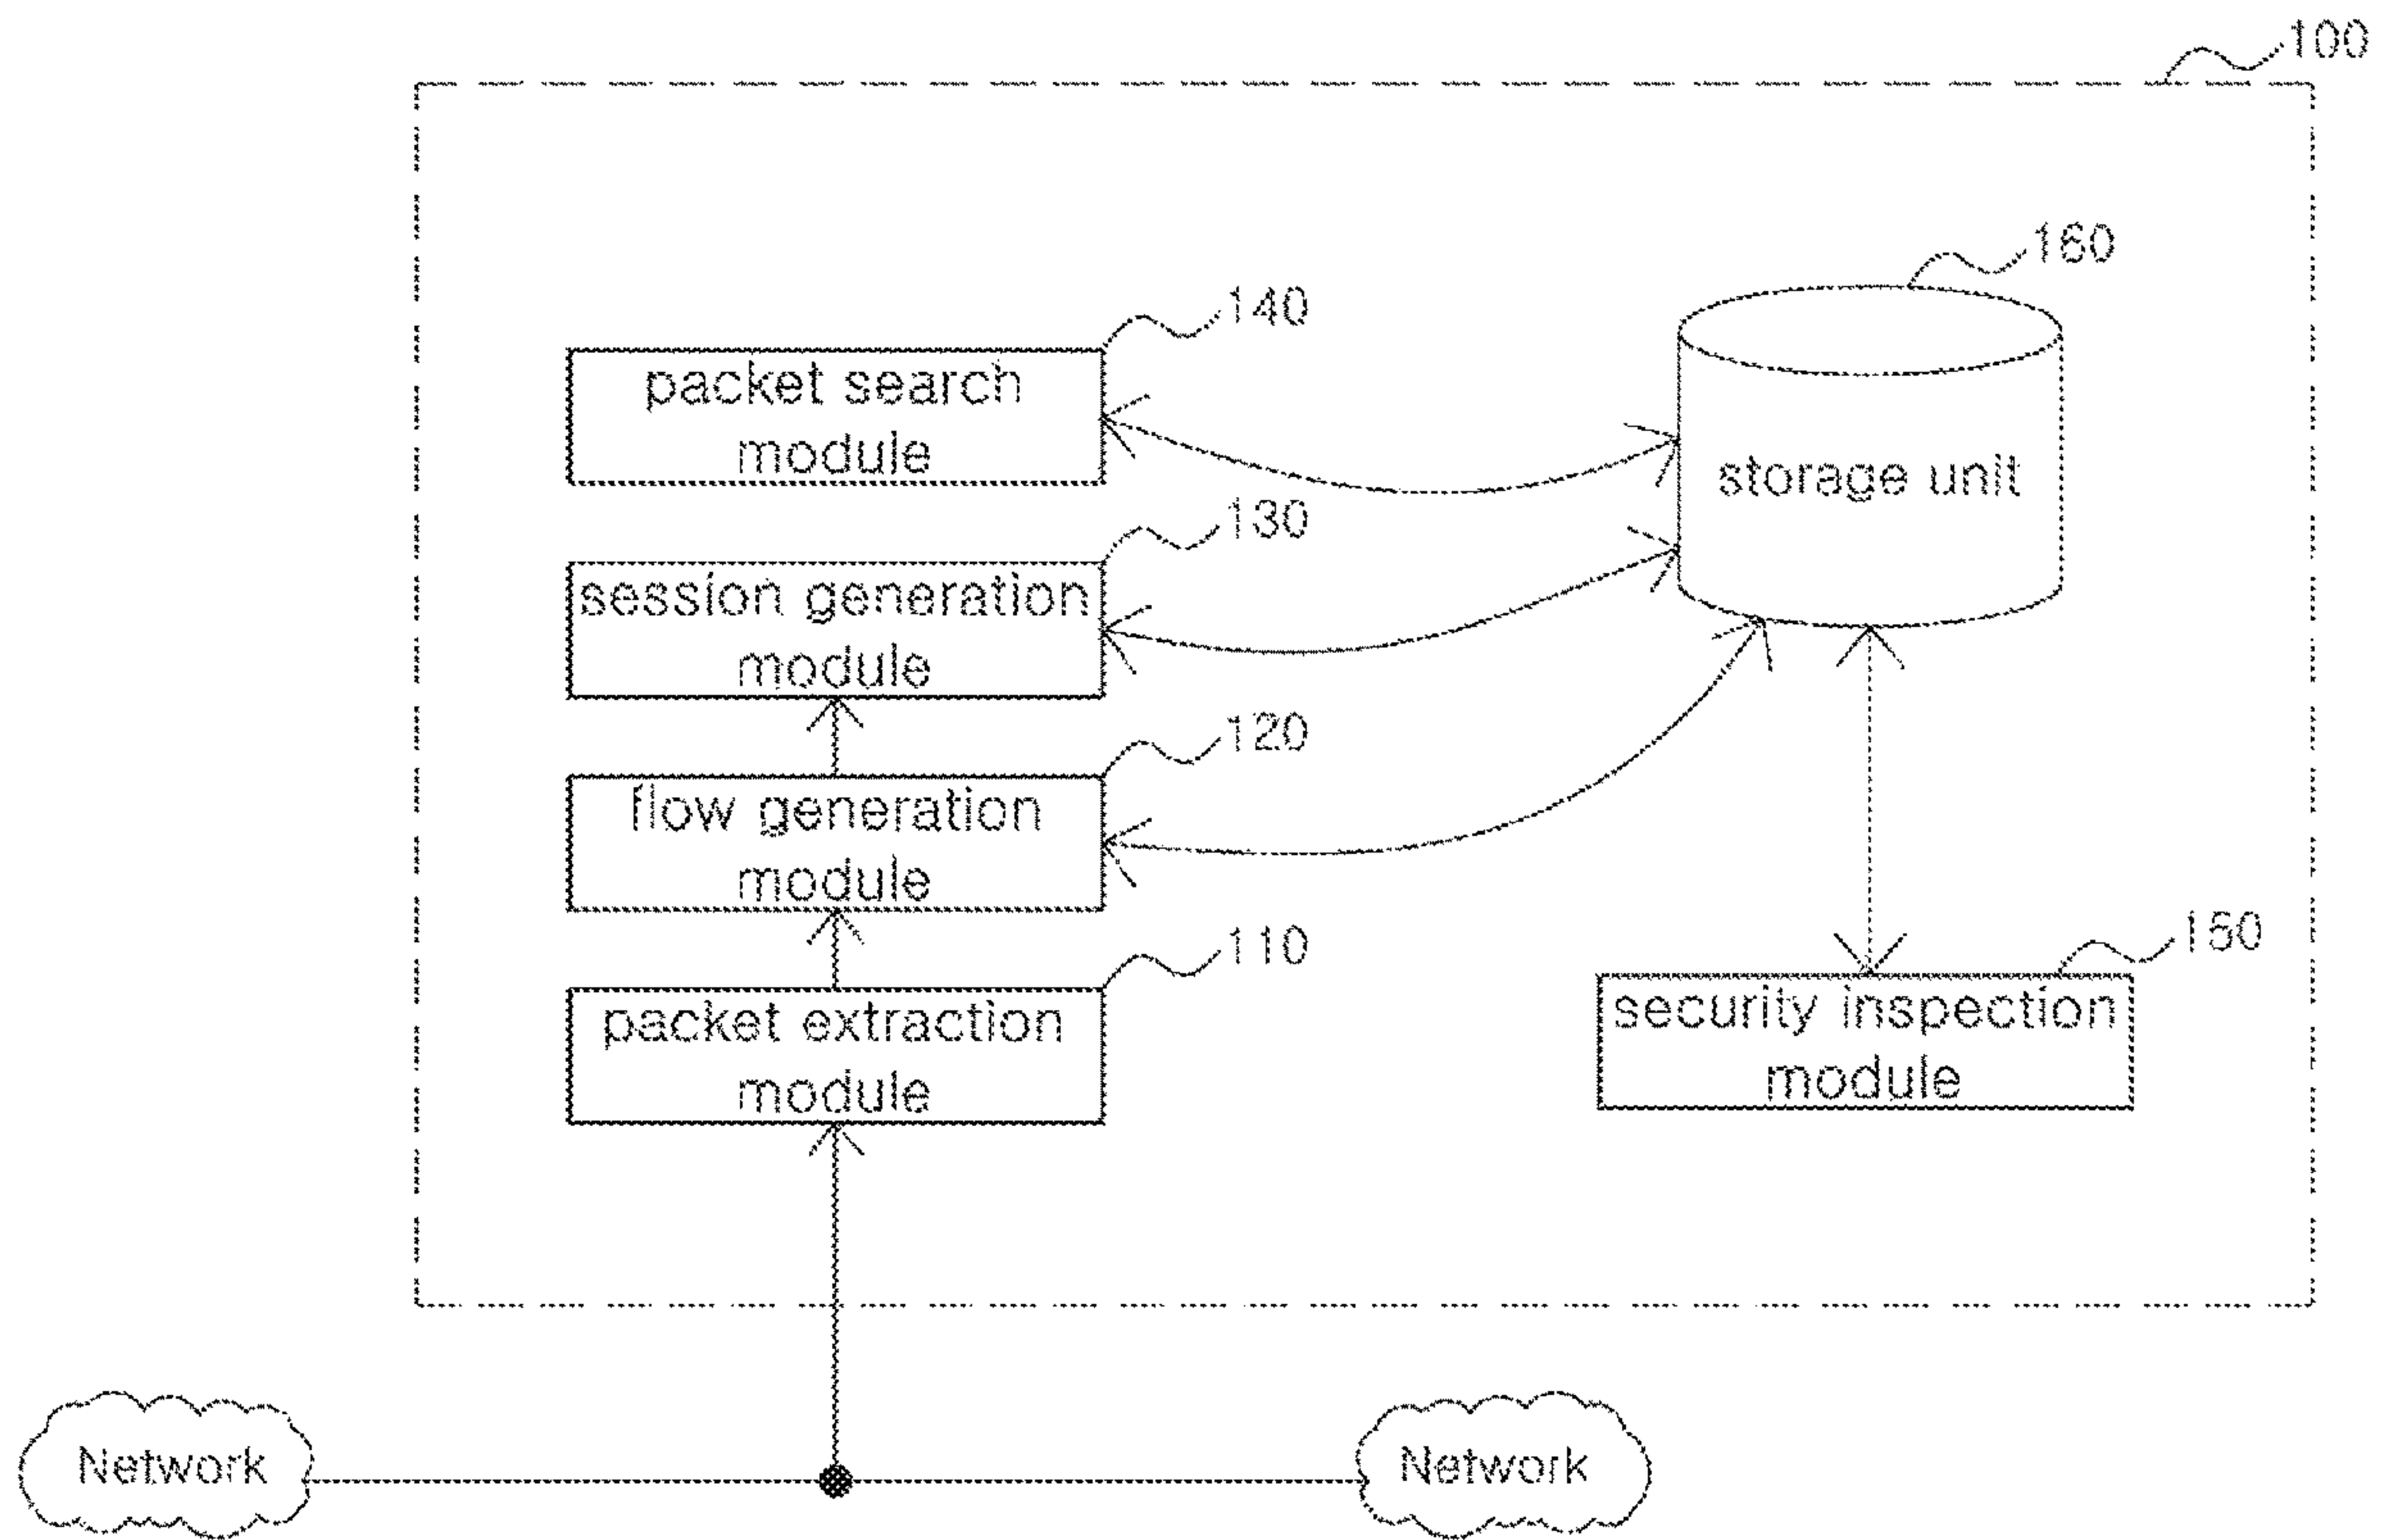 100
160
140
packet search
module
storage unit
130
session generation
module
120
flow generation
module
150
110
security inspection
module
packet extraction
module
Network
Network